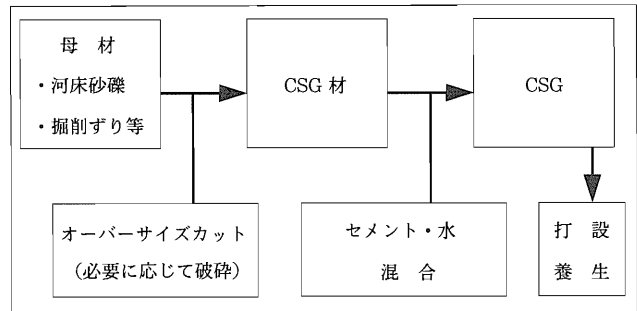 母 材
・河床砂礫
・掘削ずり等
CSG 材
CSG
オーバーサイズカット
（必要に応じて破砕）
セメント・水
混 合
打 設
養 生